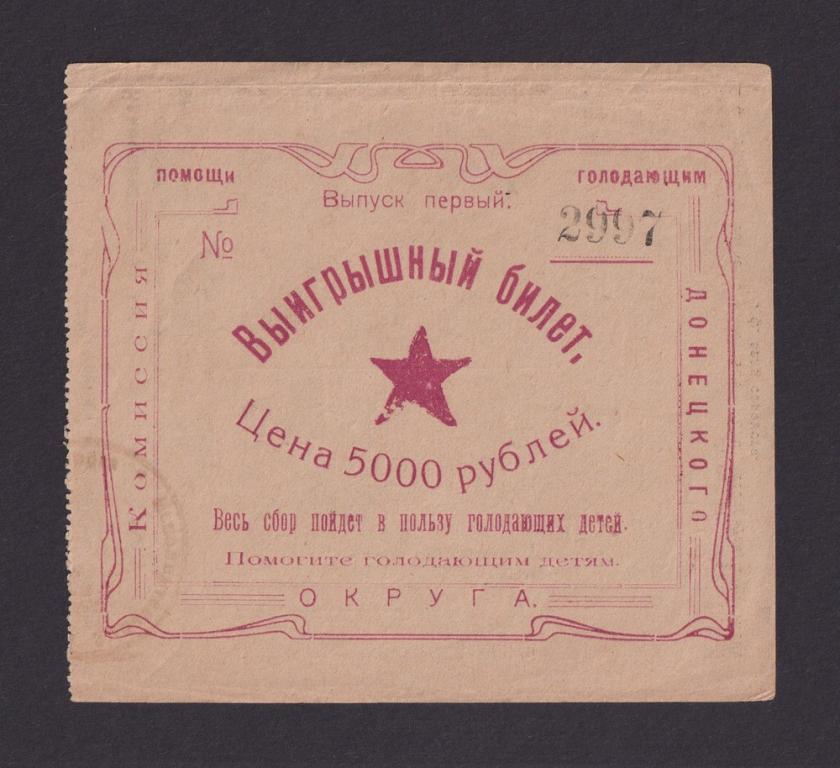 Комиссия
помощи
голодающим
Донецкого
ОКРУГА.
Выпуск первый.
№ 2997
Выигрышный билет,
Цена 5000 рублей.
Весь сбор пойдет в пользу голодающих детей.
Помогите голодающим детям.